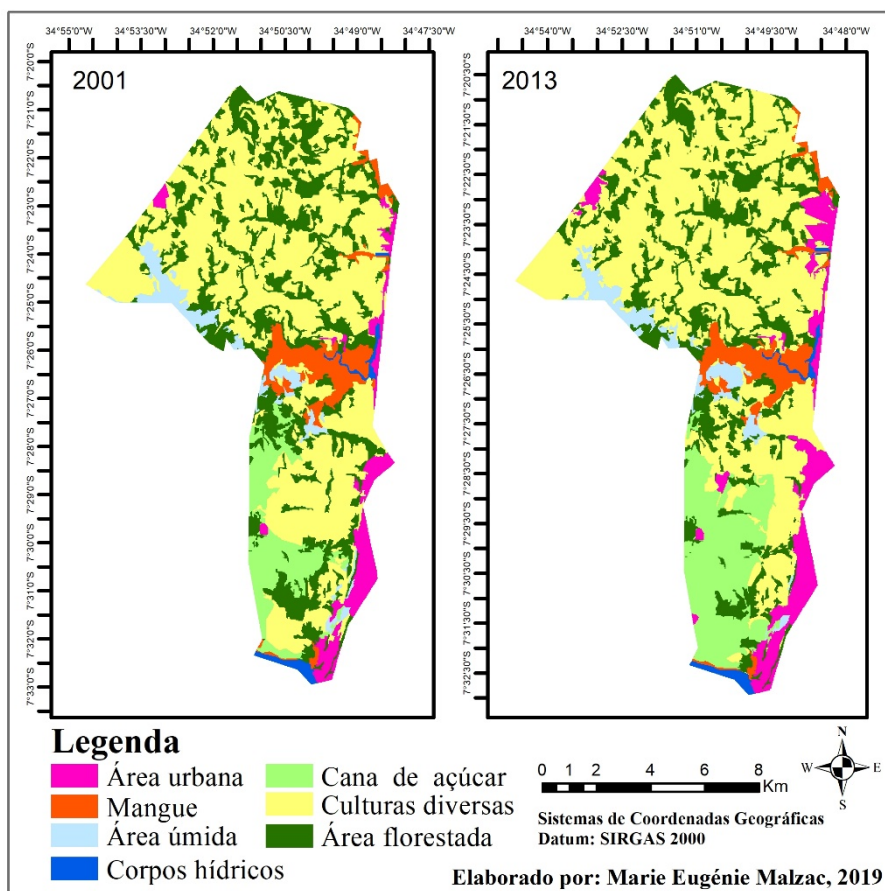 34°55'0"W 34°53'30"W 34°52'0"W 34°50'30"W 34°49'0"W 34°47'30"W
34°54'0"W 34°52'30"W 34°51'0"W 34°49'30"W 34°48'0"W
2001
7°20'0"S
7°21'0"S
7°22'0"S
7°23'0"S
7°24'0"S
7°25'0"S
7°26'0"S
7°27'0"S
7°28'0"S
7°29'0"S
7°30'0"S
7°31'0"S
7°32'0"S
7°33'0"S
2013
7°20'30"S
7°21'30"S
7°22'30"S
7°23'30"S
7°24'30"S
7°25'30"S
7°26'30"S
7°27'30"S
7°28'30"S
7°29'30"S
7°30'30"S
7°31'30"S
7°32'30"S
Legenda
Área urbana
Mangue
Área úmida
Corpos hídricos
Cana de açúcar
Culturas diversas
Área florestada
0 1 2 4 6 8
Km
N
W E
S
Sistemas de Coordenadas Geográficas
Datum: SIRGAS 2000
Elaborado por: Marie Eugénie Malzac, 2019